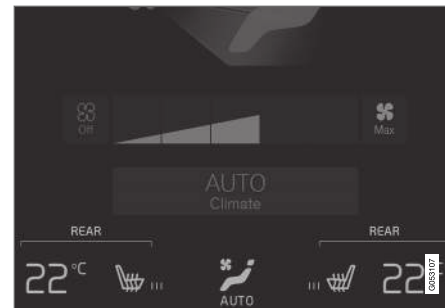 Off
Max
AUTO
Climate
REAR
REAR
22°C
22°
AUTO
G053107